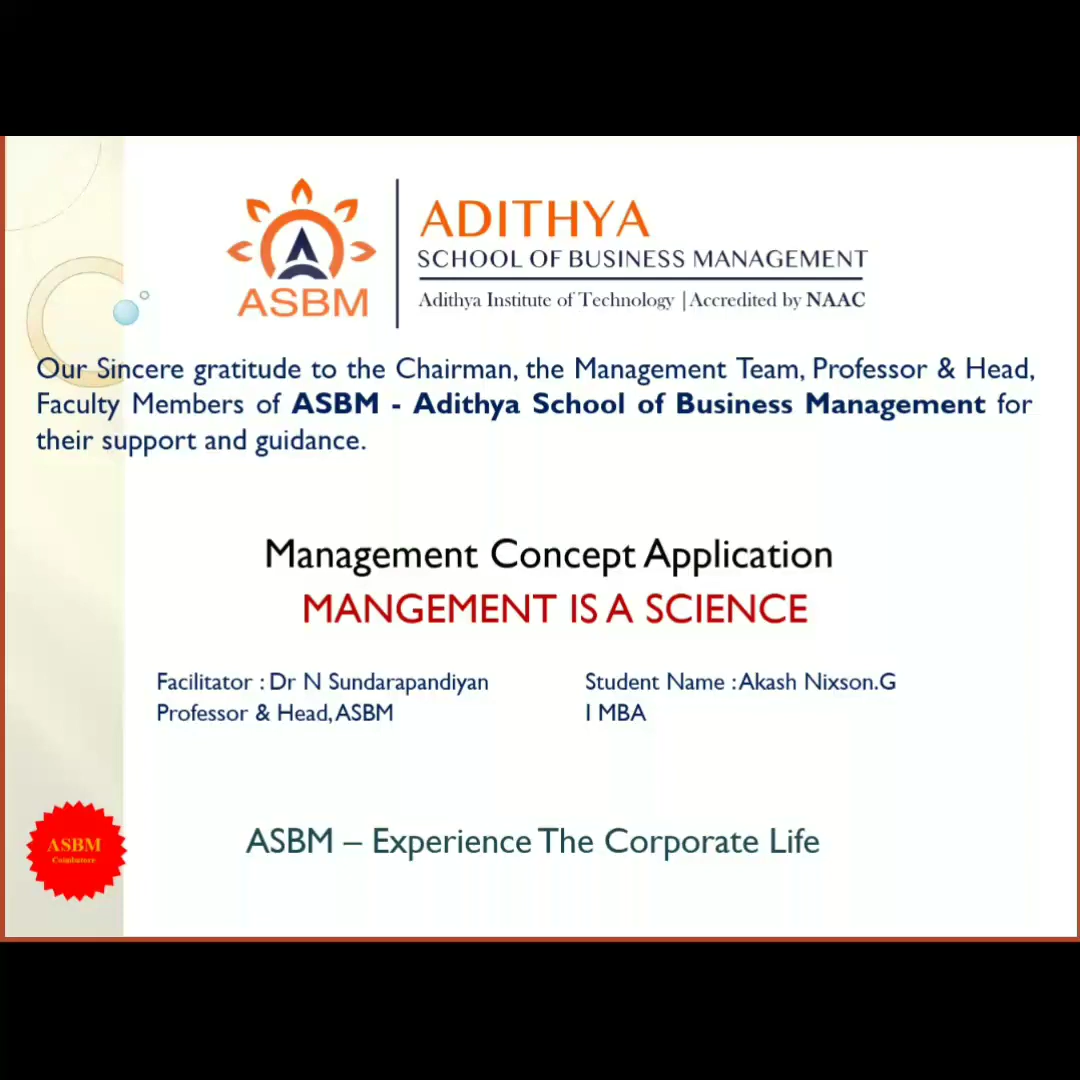 ADITHYA
SCHOOL OF BUSINESS MANAGEMENT
ASBM
Adithya Institute of Technology | Accredited by NAAC
Our Sincere gratitude to the Chairman, the Management Team, Professor & Head,
Faculty Members of ASBM - Adithya School of Business Management for
their support and guidance.
Management Concept Application
MANGEMENT IS A SCIENCE
Facilitator : Dr N Sundarapandiyan
Professor & Head, ASBM
Student Name : Akash Nixson.G
I MBA
ASBM
Coimbatore
ASBM – Experience The Corporate Life